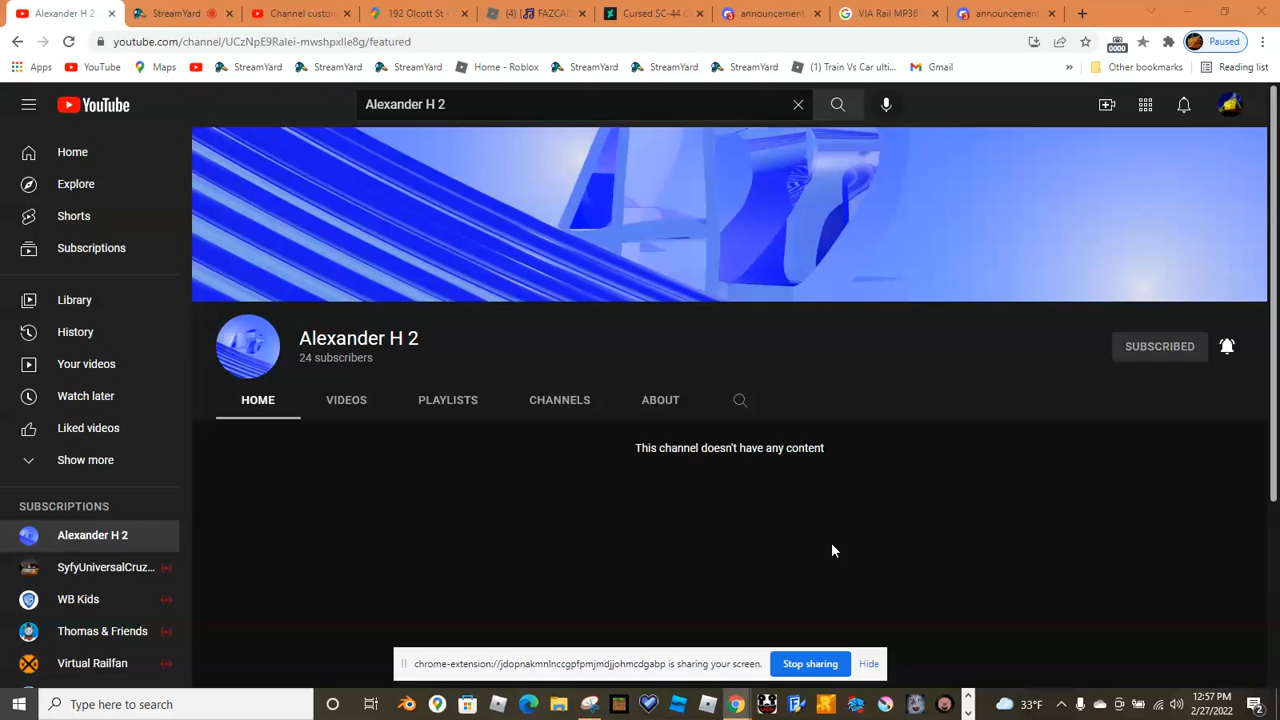 Alexander H 2
StreamYard
Channel custom
192 Olcott St -
(4) [🎵] FAZCA
Cursed SC-44 C
announcement
VIA Rail MP36
announcement
youtube.com/channel/UCzNpE9RaIei-mwshpxlle8g/featured
0000
Paused
Apps
YouTube
Maps
StreamYard
StreamYard
StreamYard
Home - Roblox
StreamYard
StreamYard
StreamYard
(1) Train Vs Car ulti...
Gmail
»
Other bookmarks
Reading list
YouTube
Alexander H 2
Home
Explore
Shorts
Subscriptions
Library
History
Your videos
Watch later
Liked videos
Show more
SUBSCRIPTIONS
Alexander H 2
SyfyUniversalCruz...
WB Kids
Thomas & Friends
Virtual Railfan
Alexander H 2
24 subscribers
SUBSCRIBED
HOME
VIDEOS
PLAYLISTS
CHANNELS
ABOUT
This channel doesn't have any content
chrome-extension://jdopnakmnlnccgpfpmjmdjjohmcdgabp is sharing your screen.
Stop sharing
Hide
Type here to search
33°F
12:57 PM
2/27/2022
2